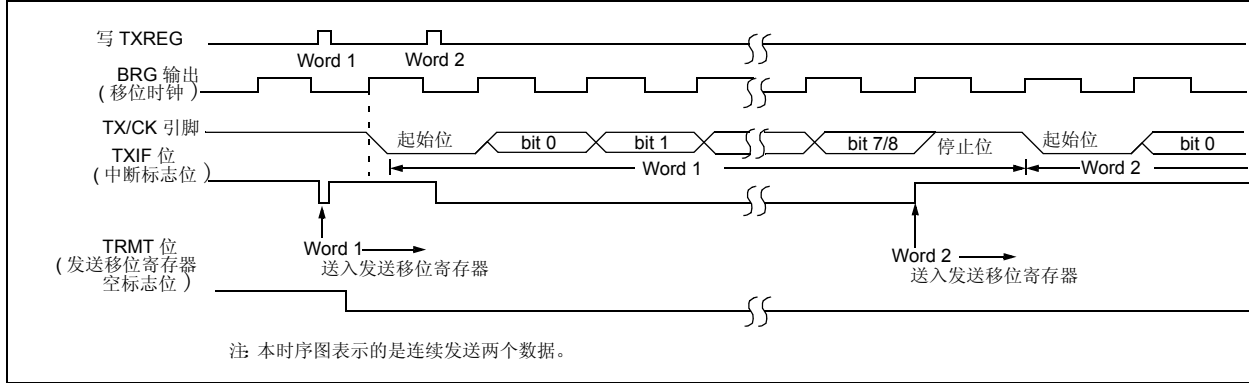 写 TXREG
Word 1
Word 2
BRG 输出
( 移位时钟 )
TX/CK 引脚
起始位
bit 0
bit 1
bit 7/8
停止位
起始位
bit 0
TXIF 位
( 中断标志位 )
Word 1
Word 2
Word 1
送入发送移位寄存器
Word 2
送入发送移位寄存器
TRMT 位
( 发送移位寄存器
空标志位 )
注: 本时序图表示的是连续发送两个数据。